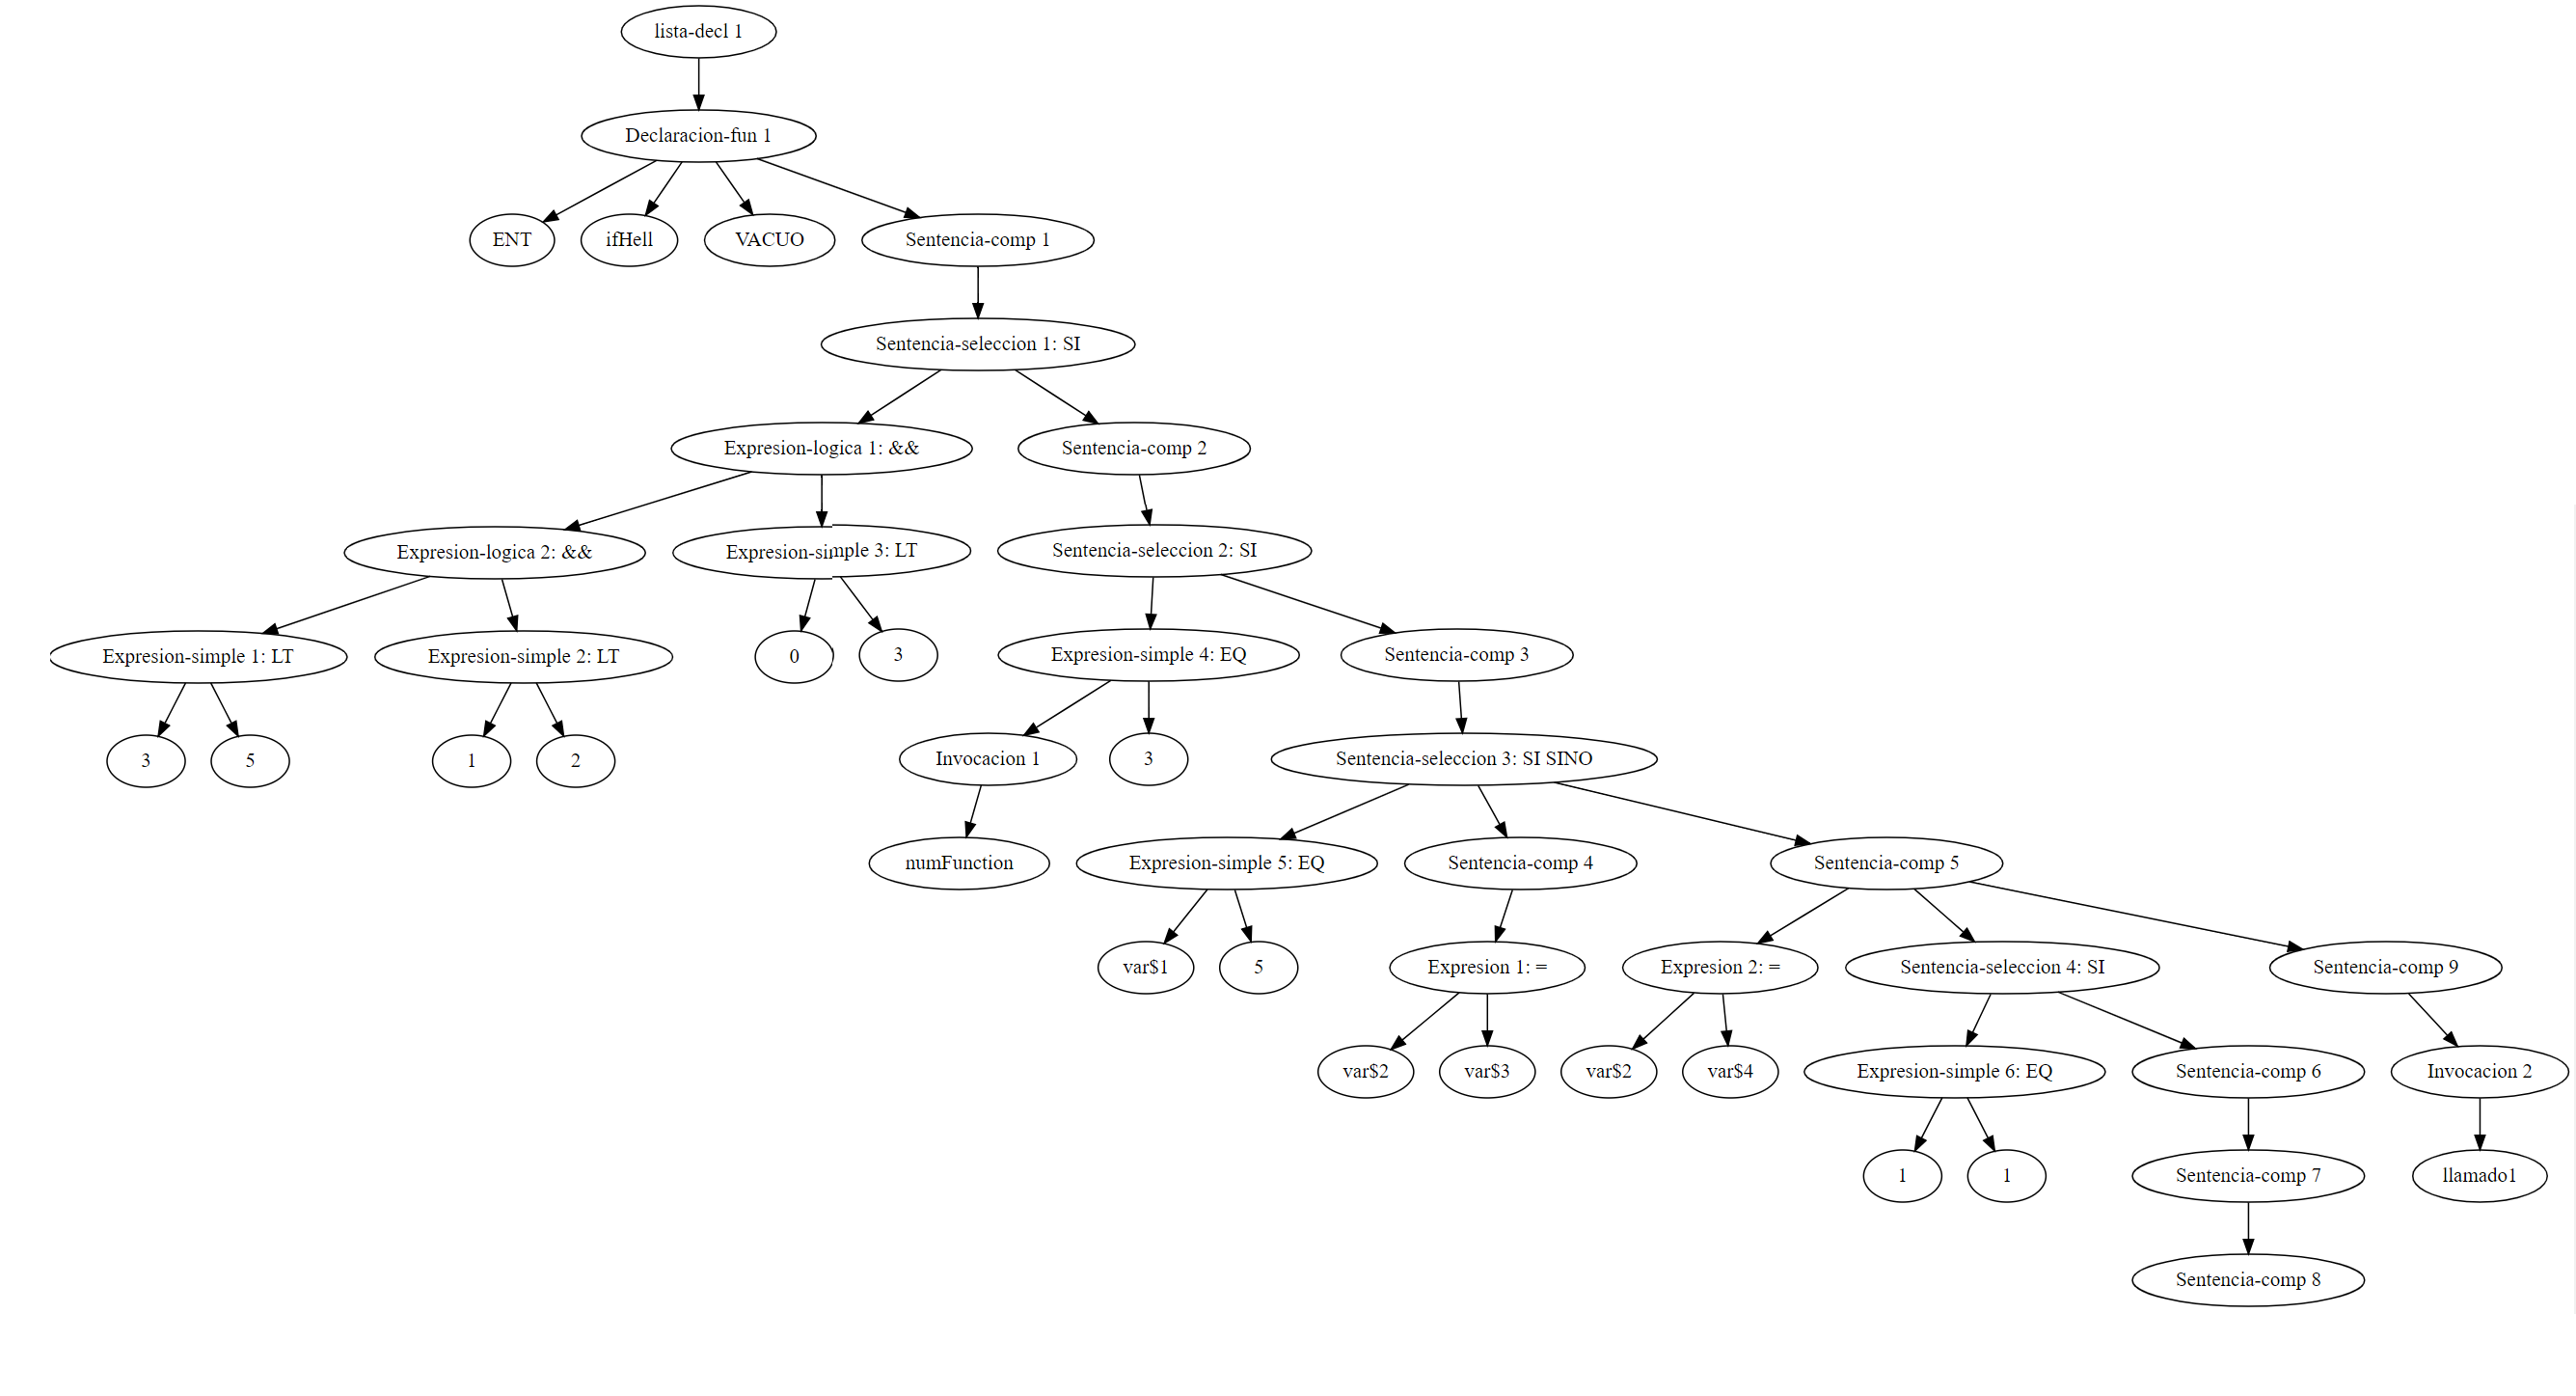 lista-decl 1
Declaracion-fun 1
ENT
ifHell
VACUO
Sentencia-comp 1
Sentencia-seleccion 1: SI
Expresion-logica 1: &&
Sentencia-comp 2
Expresion-logica 2: &&
Expresion-simple 3: LT
Sentencia-seleccion 2: SI
Expresion-simple 1: LT
Expresion-simple 2: LT
0
3
Expresion-simple 4: EQ
Sentencia-comp 3
3
5
1
2
Invocacion 1
3
Sentencia-seleccion 3: SI SINO
numFunction
Expresion-simple 5: EQ
Sentencia-comp 4
Sentencia-comp 5
var$1
5
Expresion 1: =
Expresion 2: =
Sentencia-seleccion 4: SI
Sentencia-comp 9
var$2
var$3
var$2
var$4
Expresion-simple 6: EQ
Sentencia-comp 6
Invocacion 2
1
1
Sentencia-comp 7
llamado1
Sentencia-comp 8